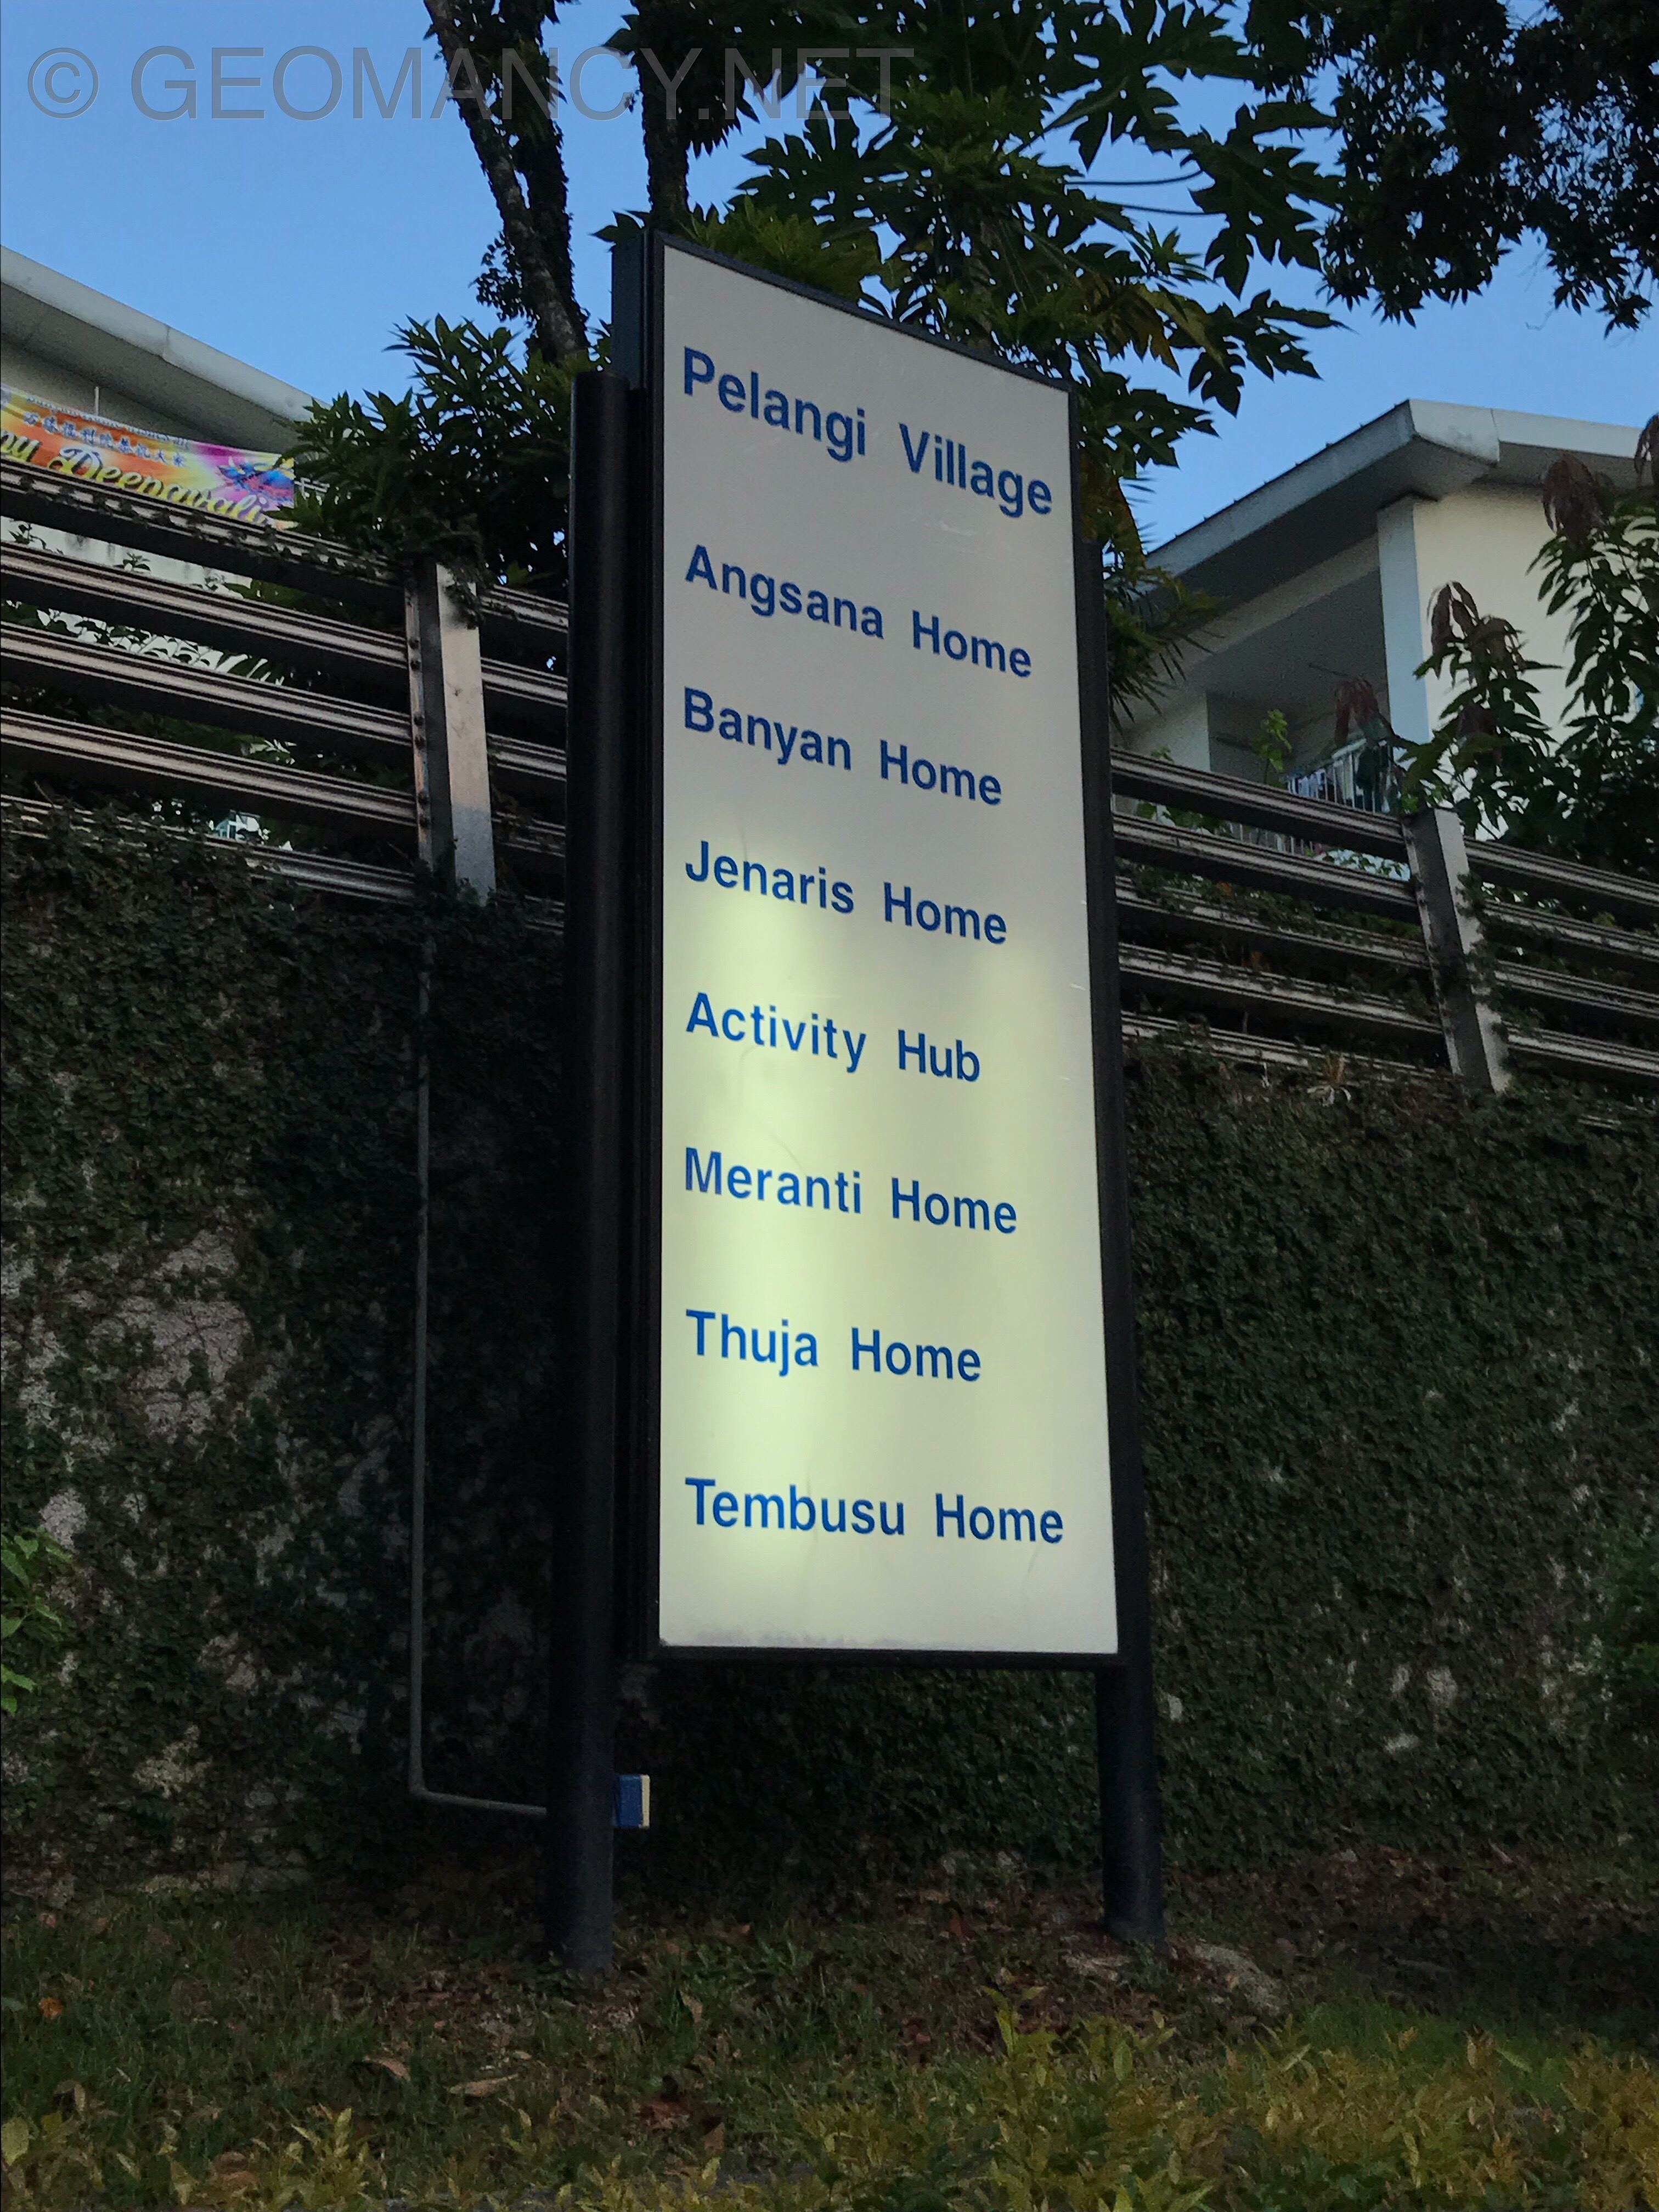 © GEOMANCY.NET
Pelangi Village
Angsana Home
Banyan Home
Jenaris Home
Activity Hub
Meranti Home
Thuja Home
Tembusu Home
Deepavali